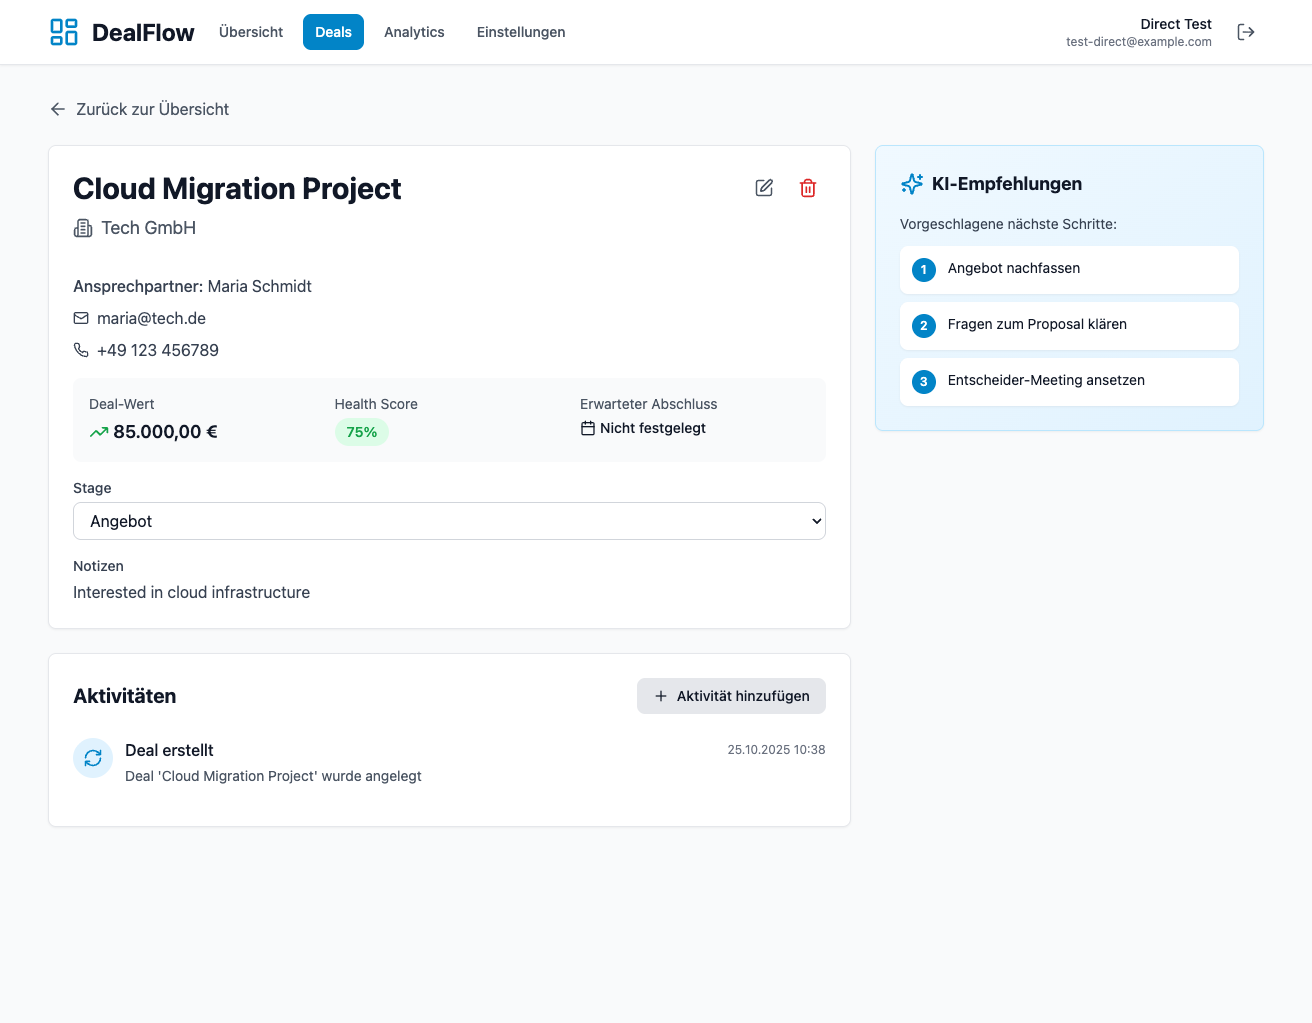 DealFlow
Übersicht
Deals
Analytics
Einstellungen
Direct Test
test-direct@example.com
Zurück zur Übersicht
Cloud Migration Project
Tech GmbH
Ansprechpartner: Maria Schmidt
maria@tech.de
+49 123 456789
Deal-Wert
85.000,00 €
Health Score
75%
Erwarteter Abschluss
Nicht festgelegt
Stage
Angebot
Notizen
Interested in cloud infrastructure
Aktivitäten
Aktivität hinzufügen
Deal erstellt
25.10.2025 10:38
Deal 'Cloud Migration Project' wurde angelegt
KI-Empfehlungen
Vorgeschlagene nächste Schritte:
1 Angebot nachfassen
2 Fragen zum Proposal klären
3 Entscheider-Meeting ansetzen